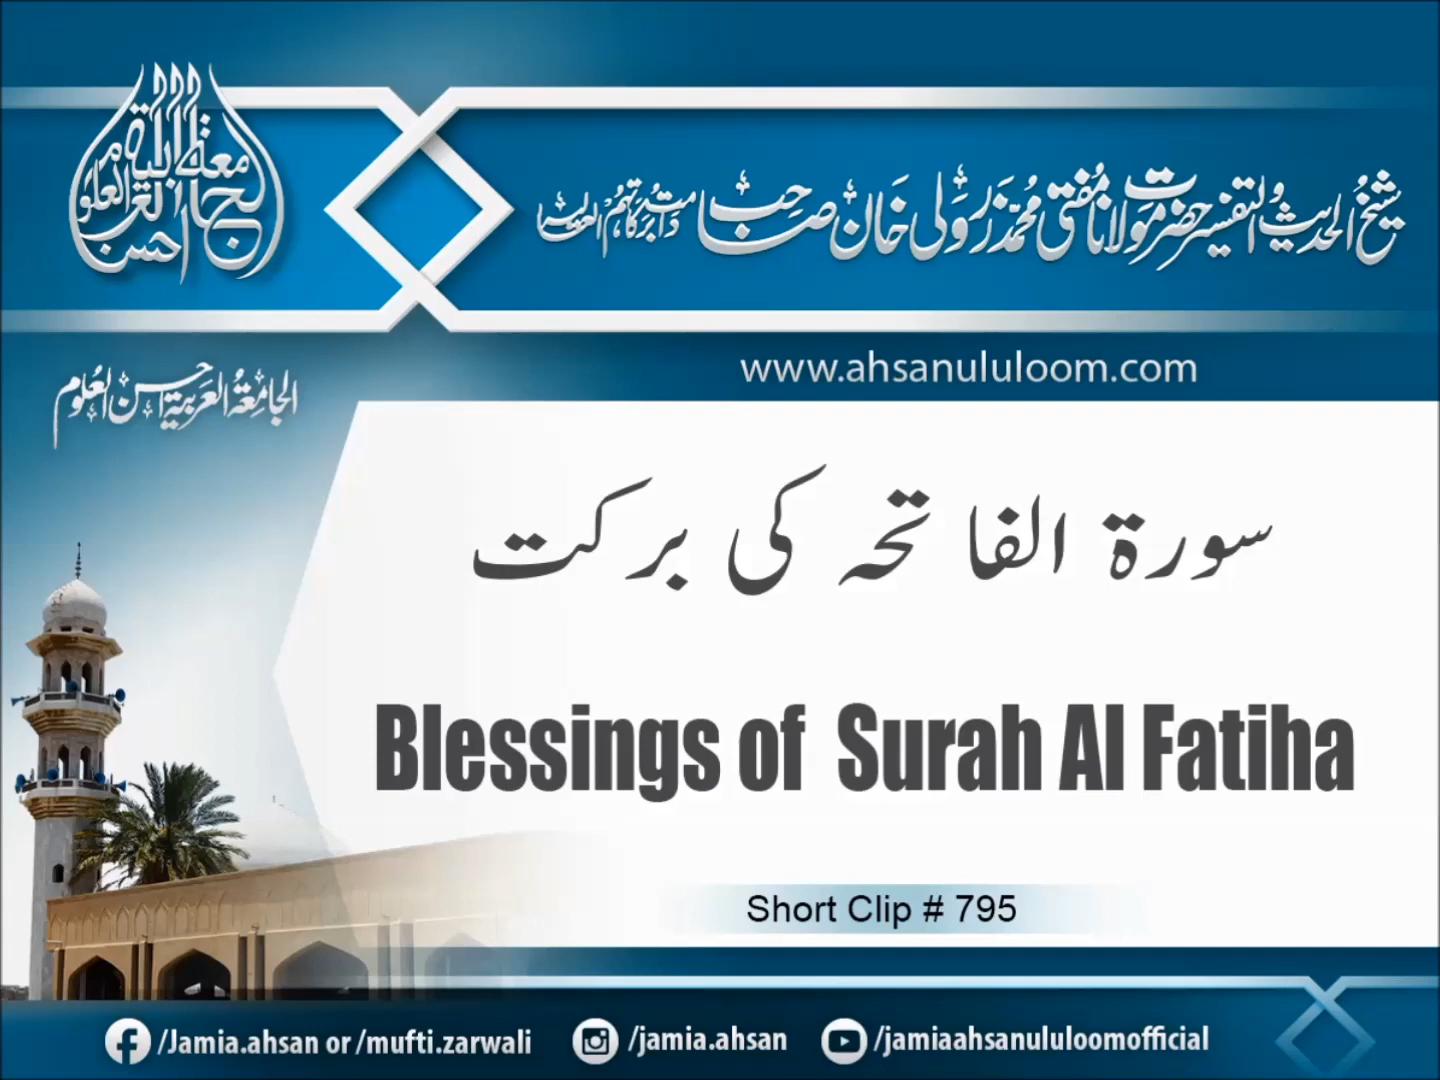 شیخ الحدیث والتفسیر حضرت مولانا مفتی محمد زرولی خان صاحب دامت برکاتہم العالیہ
www.ahsanululoom.com
الجامعۃ العربیۃ احسن العلوم
سورۃ الفاتحہ کی برکت
Blessings of Surah Al Fatiha
Short Clip # 795
/Jamia.ahsan or /mufti.zarwali
/jamia.ahsan
/jamiaahsanululoomofficial